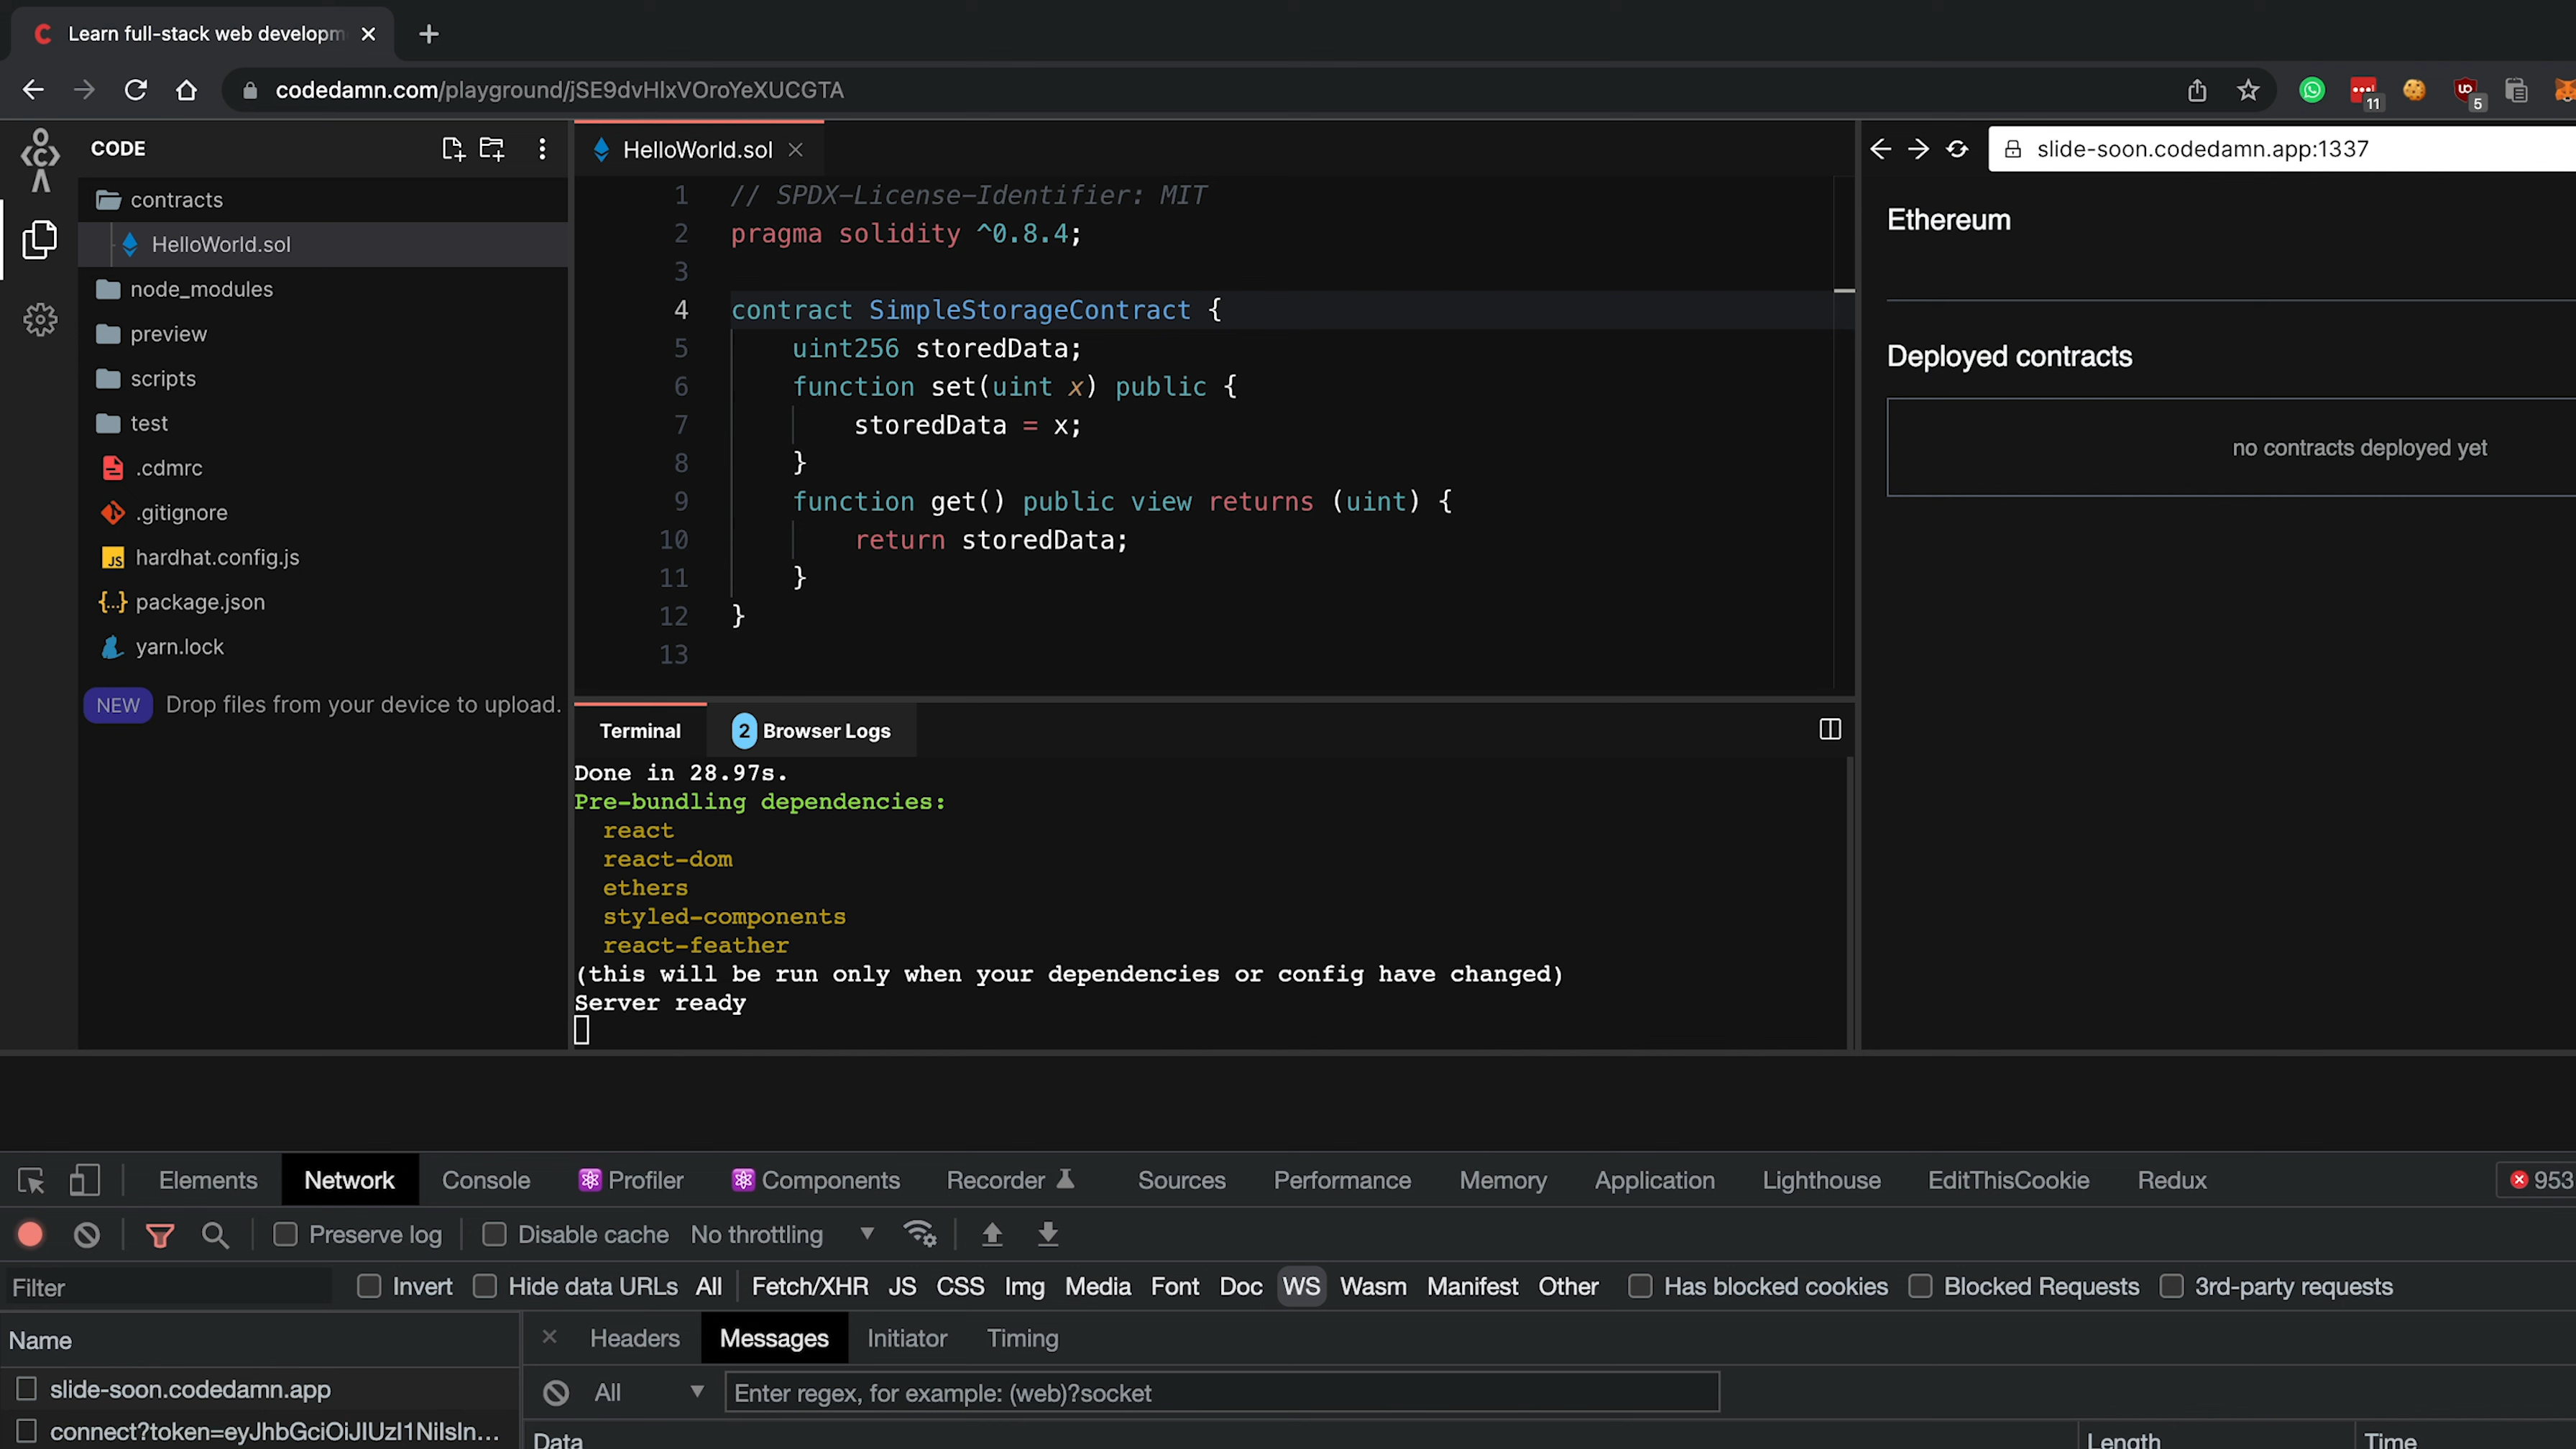 Learn full-stack web developm
codedamn.com/playground/jSE9dvHlxVOroYeXUCGTA
11
5
CODE
contracts
HelloWorld.sol
node_modules
preview
scripts
test
.cdmrc
.gitignore
hardhat.config.js
package.json
yarn.lock
NEW Drop files from your device to upload.
HelloWorld.sol
1 // SPDX-License-Identifier: MIT
2 pragma solidity ^0.8.4;
3
4 contract SimpleStorageContract {
5 uint256 storedData;
6 function set(uint x) public {
7 storedData = x;
8 }
9 function get() public view returns (uint) {
10 return storedData;
11 }
12 }
13
Terminal
2 Browser Logs
Done in 28.97s.
Pre-bundling dependencies:
react
react-dom
ethers
styled-components
react-feather
(this will be run only when your dependencies or config have changed)
Server ready
slide-soon.codedamn.app:1337
Ethereum
Deployed contracts
no contracts deployed yet
Elements Network Console Profiler Components Recorder Sources Performance Memory Application Lighthouse EditThisCookie Redux 953
Preserve log Disable cache No throttling
Filter Invert Hide data URLs All Fetch/XHR JS CSS Img Media Font Doc WS Wasm Manifest Other Has blocked cookies Blocked Requests 3rd-party requests
Name
slide-soon.codedamn.app
connect?token=eyJhbGciOiJIUzI1NiIsIn...
Headers Messages Initiator Timing
All Enter regex, for example: (web)?socket
Data Length Time